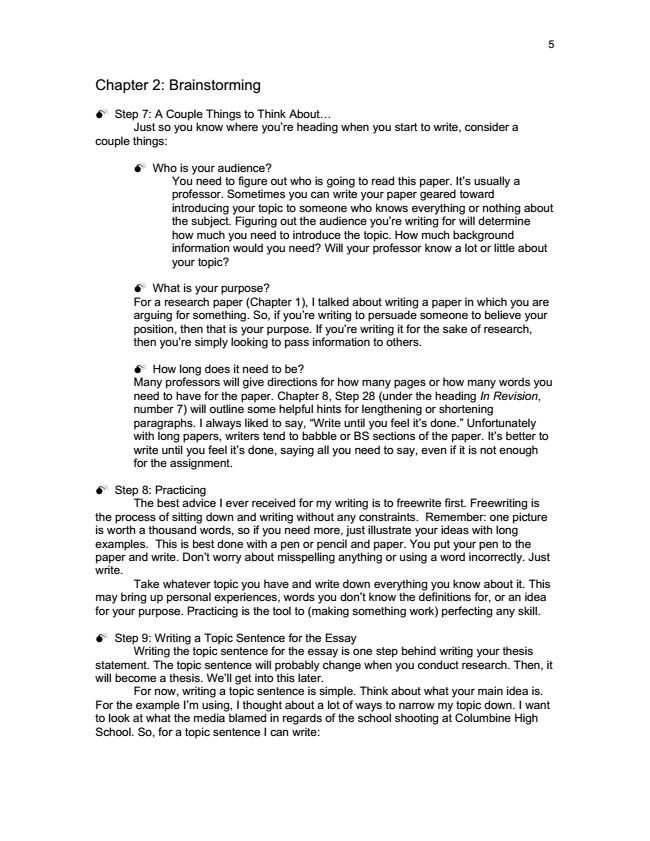 5
Chapter 2: Brainstorming
Step 7: A Couple Things to Think About…
Just so you know where you're heading when you start to write, consider a
couple things:
Who is your audience?
You need to figure out who is going to read this paper. It's usually a
professor. Sometimes you can write your paper geared toward
introducing your topic to someone who knows everything or nothing about
the subject. Figuring out the audience you're writing for will determine
how much you need to introduce the topic. How much background
information would you need? Will your professor know a lot or little about
your topic?
What is your purpose?
For a research paper (Chapter 1), I talked about writing a paper in which you are
arguing for something. So, if you're writing to persuade someone to believe your
position, then that is your purpose. If you're writing it for the sake of research,
then you're simply looking to pass information to others.
How long does it need to be?
Many professors will give directions for how many pages or how many words you
need to have for the paper. Chapter 8, Step 28 (under the heading In Revision,
number 7) will outline some helpful hints for lengthening or shortening
paragraphs. I always liked to say, “Write until you feel it's done.” Unfortunately
with long papers, writers tend to babble or BS sections of the paper. It's better to
write until you feel it's done, saying all you need to say, even if it is not enough
for the assignment.
Step 8: Practicing
The best advice I ever received for my writing is to freewrite first. Freewriting is
the process of sitting down and writing without any constraints. Remember: one picture
is worth a thousand words, so if you need more, just illustrate your ideas with long
examples. This is best done with a pen or pencil and paper. You put your pen to the
paper and write. Don't worry about misspelling anything or using a word incorrectly. Just
write.
Take whatever topic you have and write down everything you know about it. This
may bring up personal experiences, words you don't know the definitions for, or an idea
for your purpose. Practicing is the tool to (making something work) perfecting any skill.
Step 9: Writing a Topic Sentence for the Essay
Writing the topic sentence for the essay is one step behind writing your thesis
statement. The topic sentence will probably change when you conduct research. Then, it
will become a thesis. We'll get into this later.
For now, writing a topic sentence is simple. Think about what your main idea is.
For the example I'm using, I thought about a lot of ways to narrow my topic down. I want
to look at what the media blamed in regards of the school shooting at Columbine High
School. So, for a topic sentence I can write: